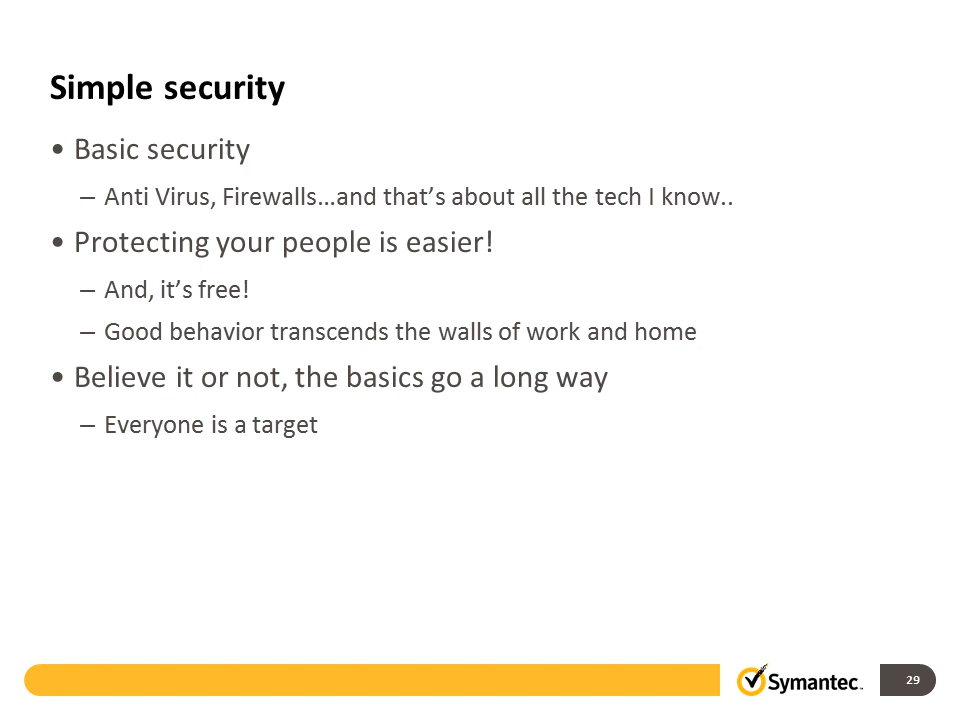 Simple security
• Basic security
– Anti Virus, Firewalls…and that’s about all the tech I know..
• Protecting your people is easier!
– And, it’s free!
– Good behavior transcends the walls of work and home
• Believe it or not, the basics go a long way
– Everyone is a target
Symantec™
29